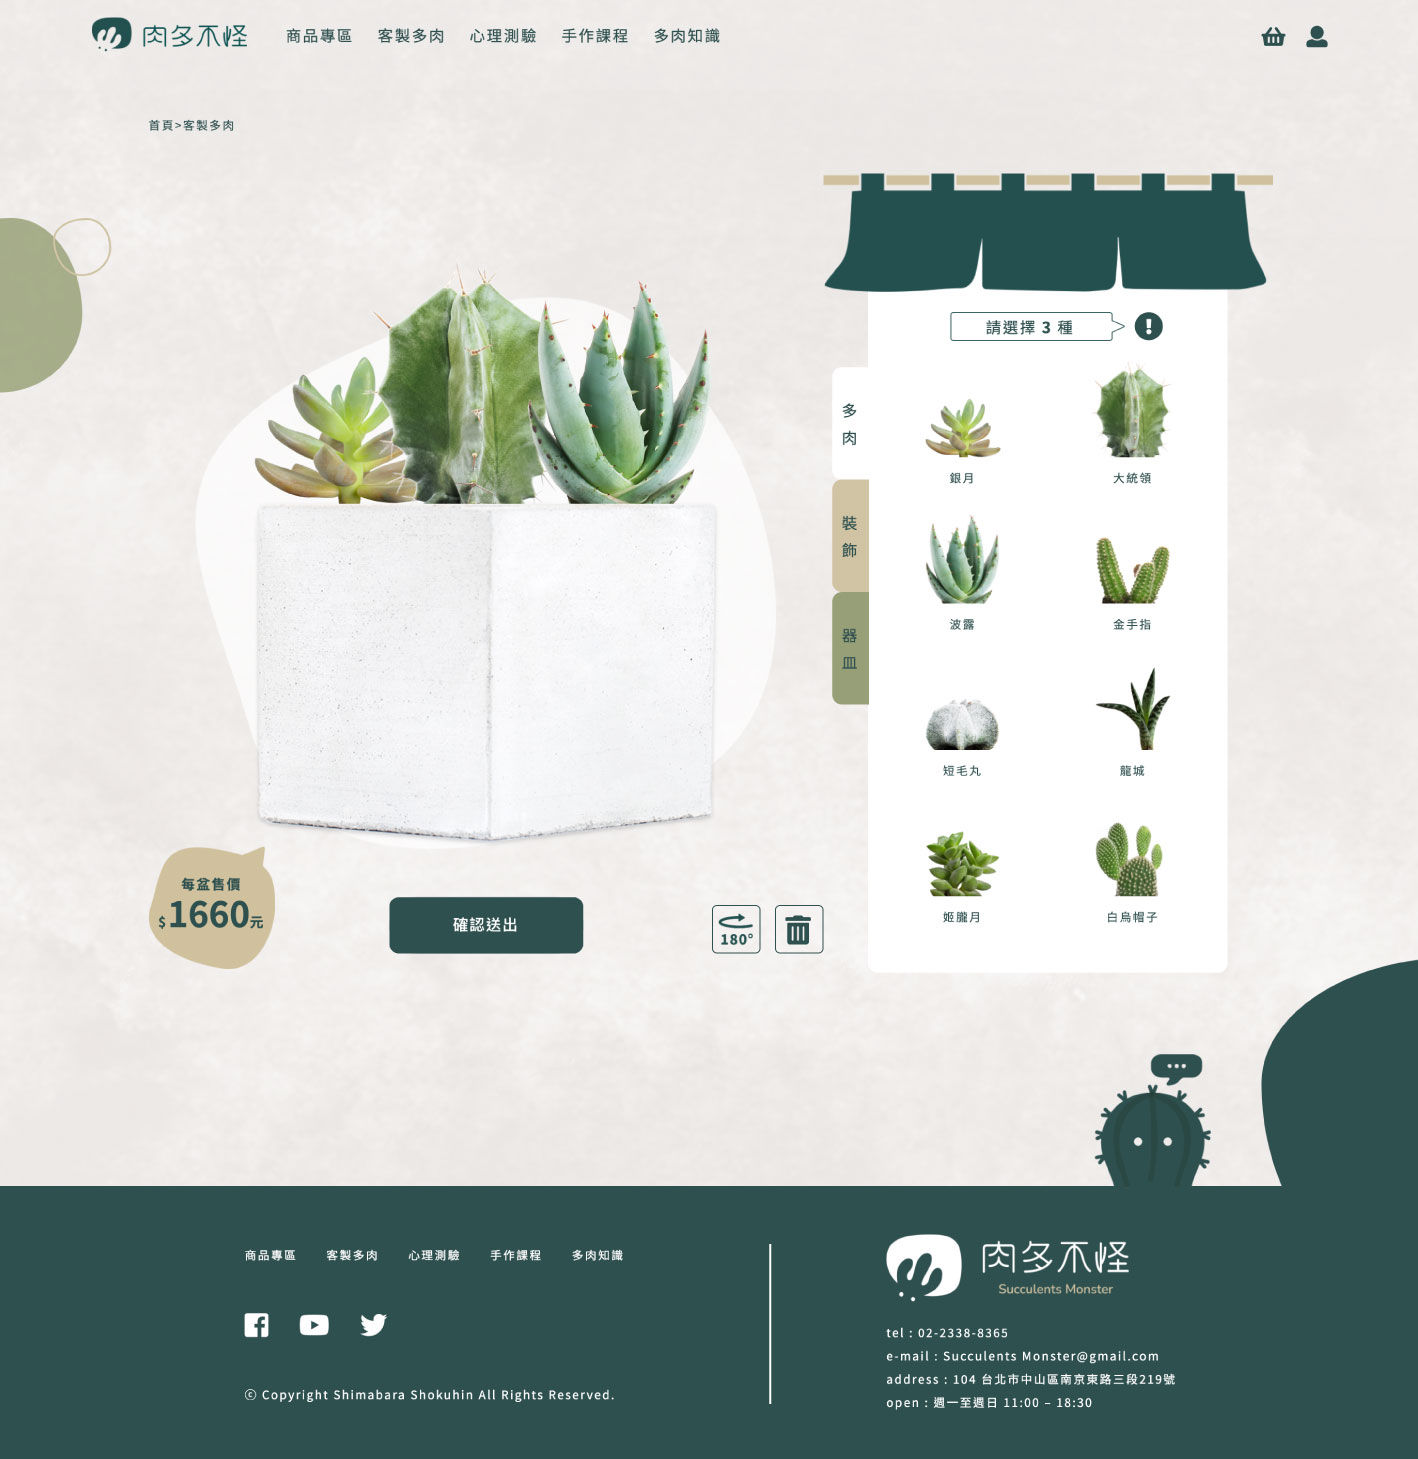 肉多不怪
商品專區 客製多肉 心理測驗 手作課程 多肉知識
首頁>客製多肉
請選擇 3 種
多肉
裝飾
器皿
銀月
大統領
波露
金手指
短毛丸
龍城
姬朧月
白烏帽子
每盆售價
$1660元
確認送出
180°
商品專區 客製多肉 心理測驗 手作課程 多肉知識
ⓒ Copyright Shimabara Shokuhin All Rights Reserved.
肉多不怪
Succulents Monster
tel : 02-2338-8365
e-mail : Succulents Monster@gmail.com
address : 104 台北市中山區南京東路三段219號
open : 週一至週日 11:00 – 18:30